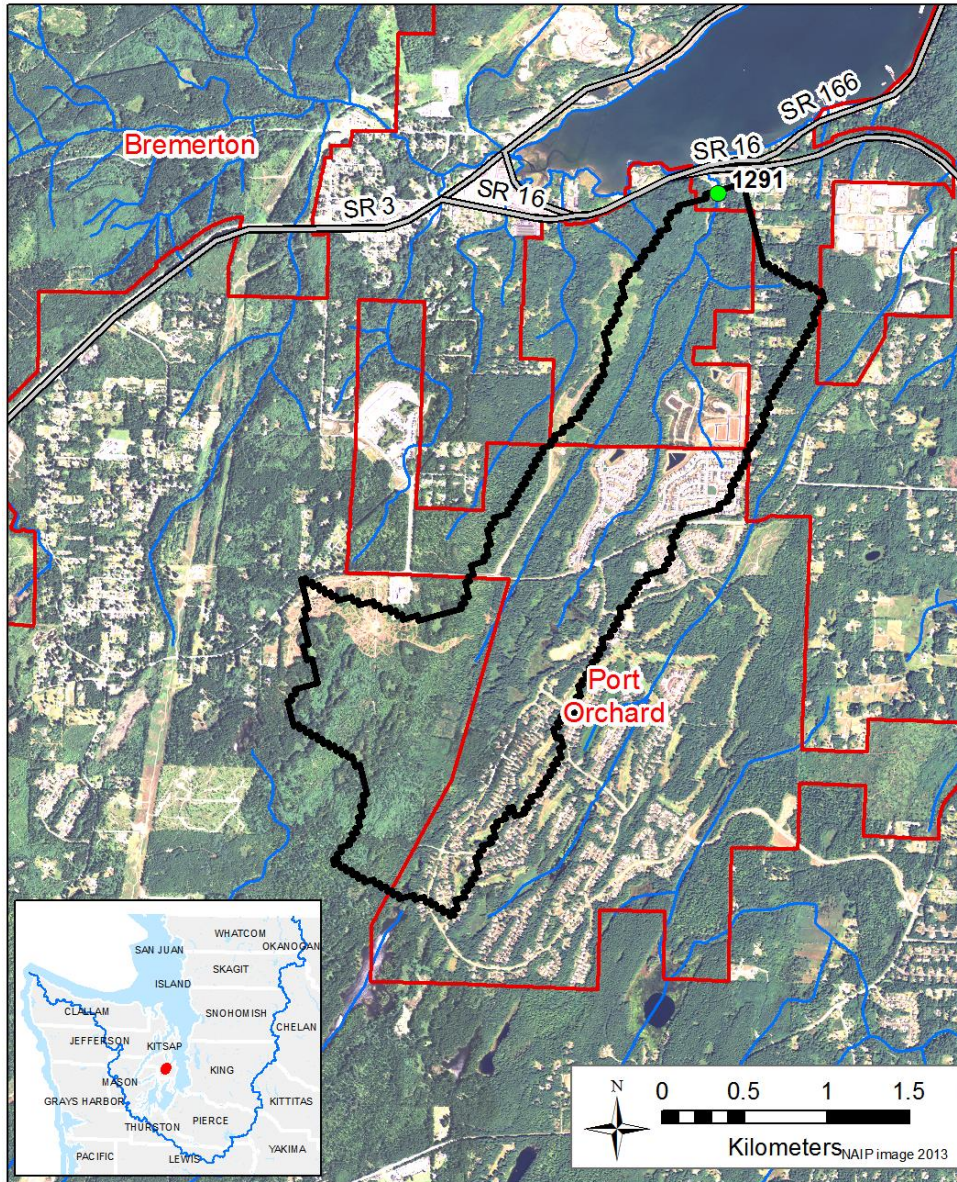 SR 166
SR 16
1291
Bremerton
SR 3
SR 16
Port
Orchard
WHATCOM
SAN JUAN
OKANOGAN
SKAGIT
ISLAND
SNOHOMISH
CLALLAM
CHELAN
JEFFERSON
KITSAP
KING
MASON
GRAYS HARBOR
KITTITAS
PIERCE
THURSTON
YAKIMA
PACIFIC
LEWIS
N
0 0.5 1 1.5
Kilometers
NAIP image 2013